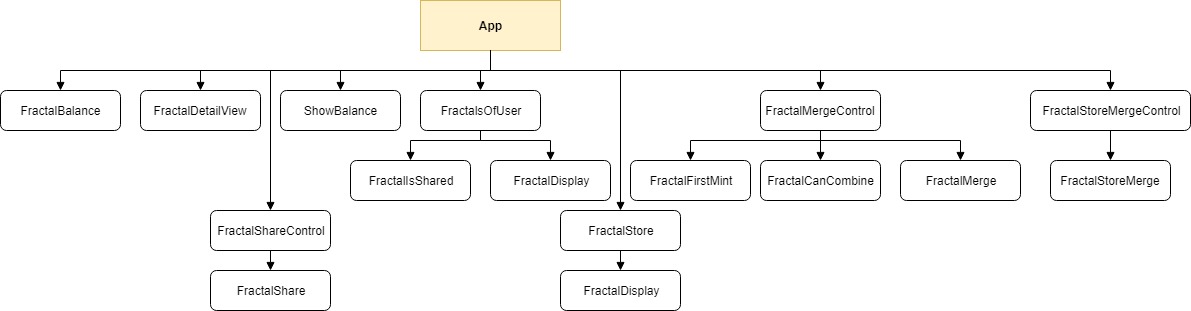 App
FractalBalance
FractalDetailView
ShowBalance
FractalsOfUser
FractalMergeControl
FractalStoreMergeControl
FractalIsShared
FractalDisplay
FractalFirstMint
FractalCanCombine
FractalMerge
FractalStoreMerge
FractalShareControl
FractalStore
FractalShare
FractalDisplay